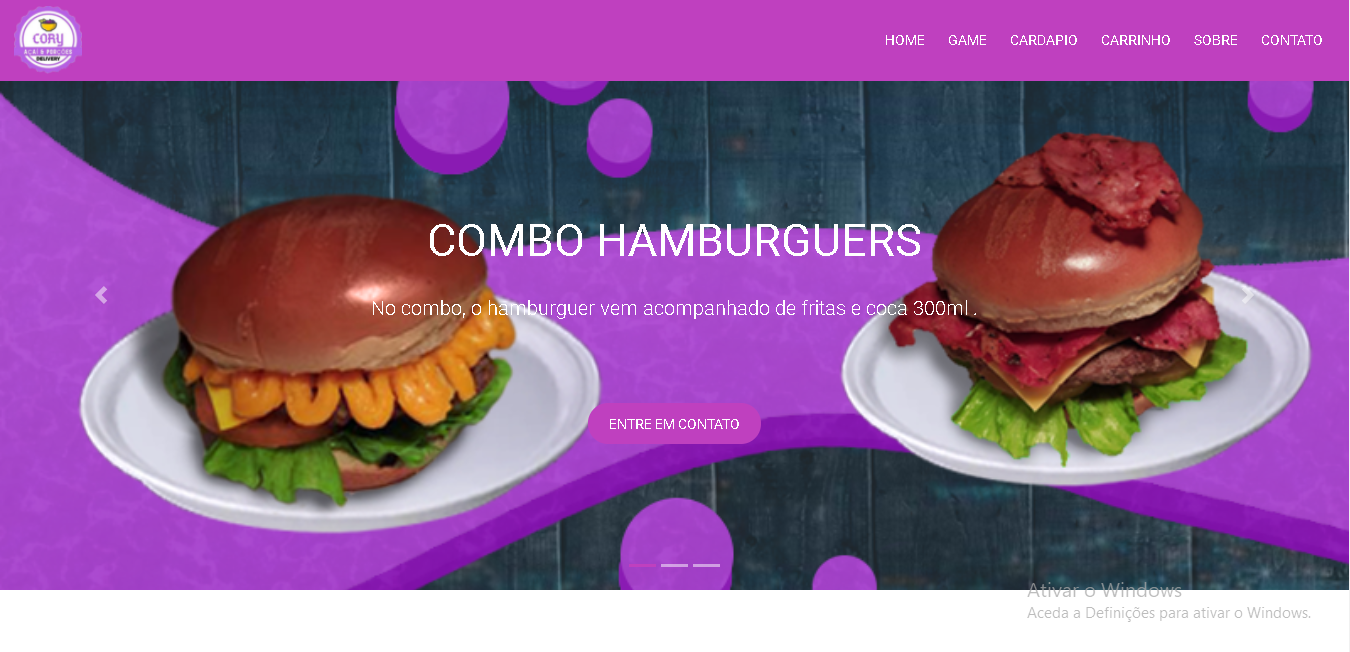 CORY
AÇAÍ & PORÇÕES
DELIVERY
HOME GAME CARDAPIO CARRINHO SOBRE CONTATO
COMBO HAMBURGUERS
No combo, o hamburguer vem acompanhado de fritas e coca 300ml .
ENTRE EM CONTATO
Ativar o Windows
Aceda a Definições para ativar o Windows.